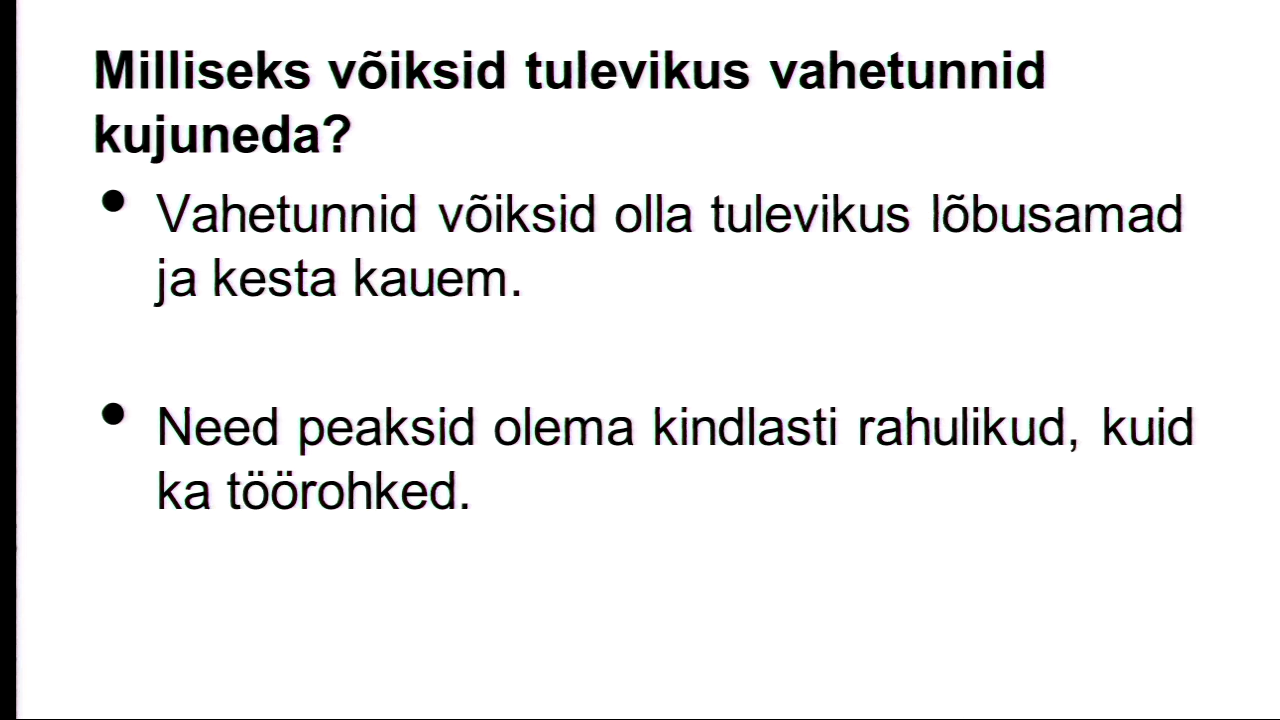 Milliseks võiksid tulevikus vahetunnid
kujuneda?
• Vahetunnid võiksid olla tulevikus lõbusamad
ja kesta kauem.
• Need peaksid olema kindlasti rahulikud, kuid
ka töörohked.